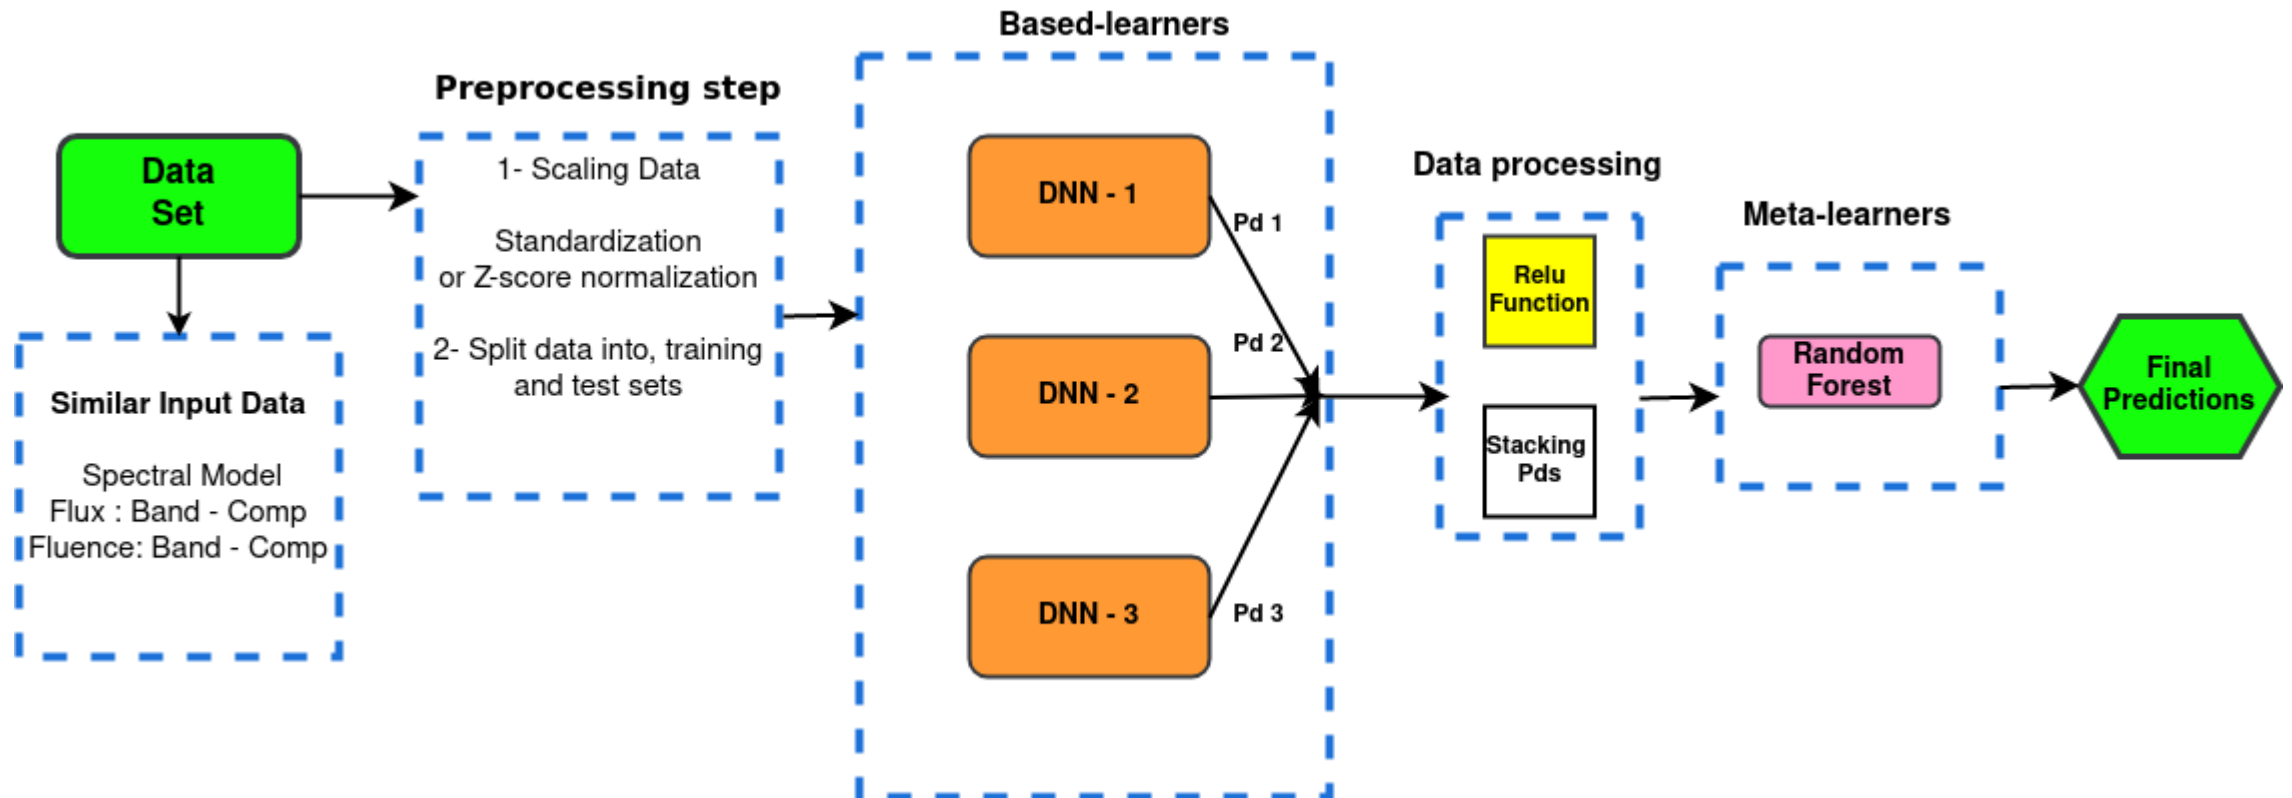 Data
Set
Similar Input Data
Spectral Model
Flux : Band - Comp
Fluence: Band - Comp
Preprocessing step
1- Scaling Data
Standardization
or Z-score normalization
2- Split data into, training
and test sets
Based-learners
DNN - 1
Pd 1
DNN - 2
Pd 2
DNN - 3
Pd 3
Data processing
Relu
Function
Stacking
Pds
Meta-learners
Random
Forest
Final
Predictions